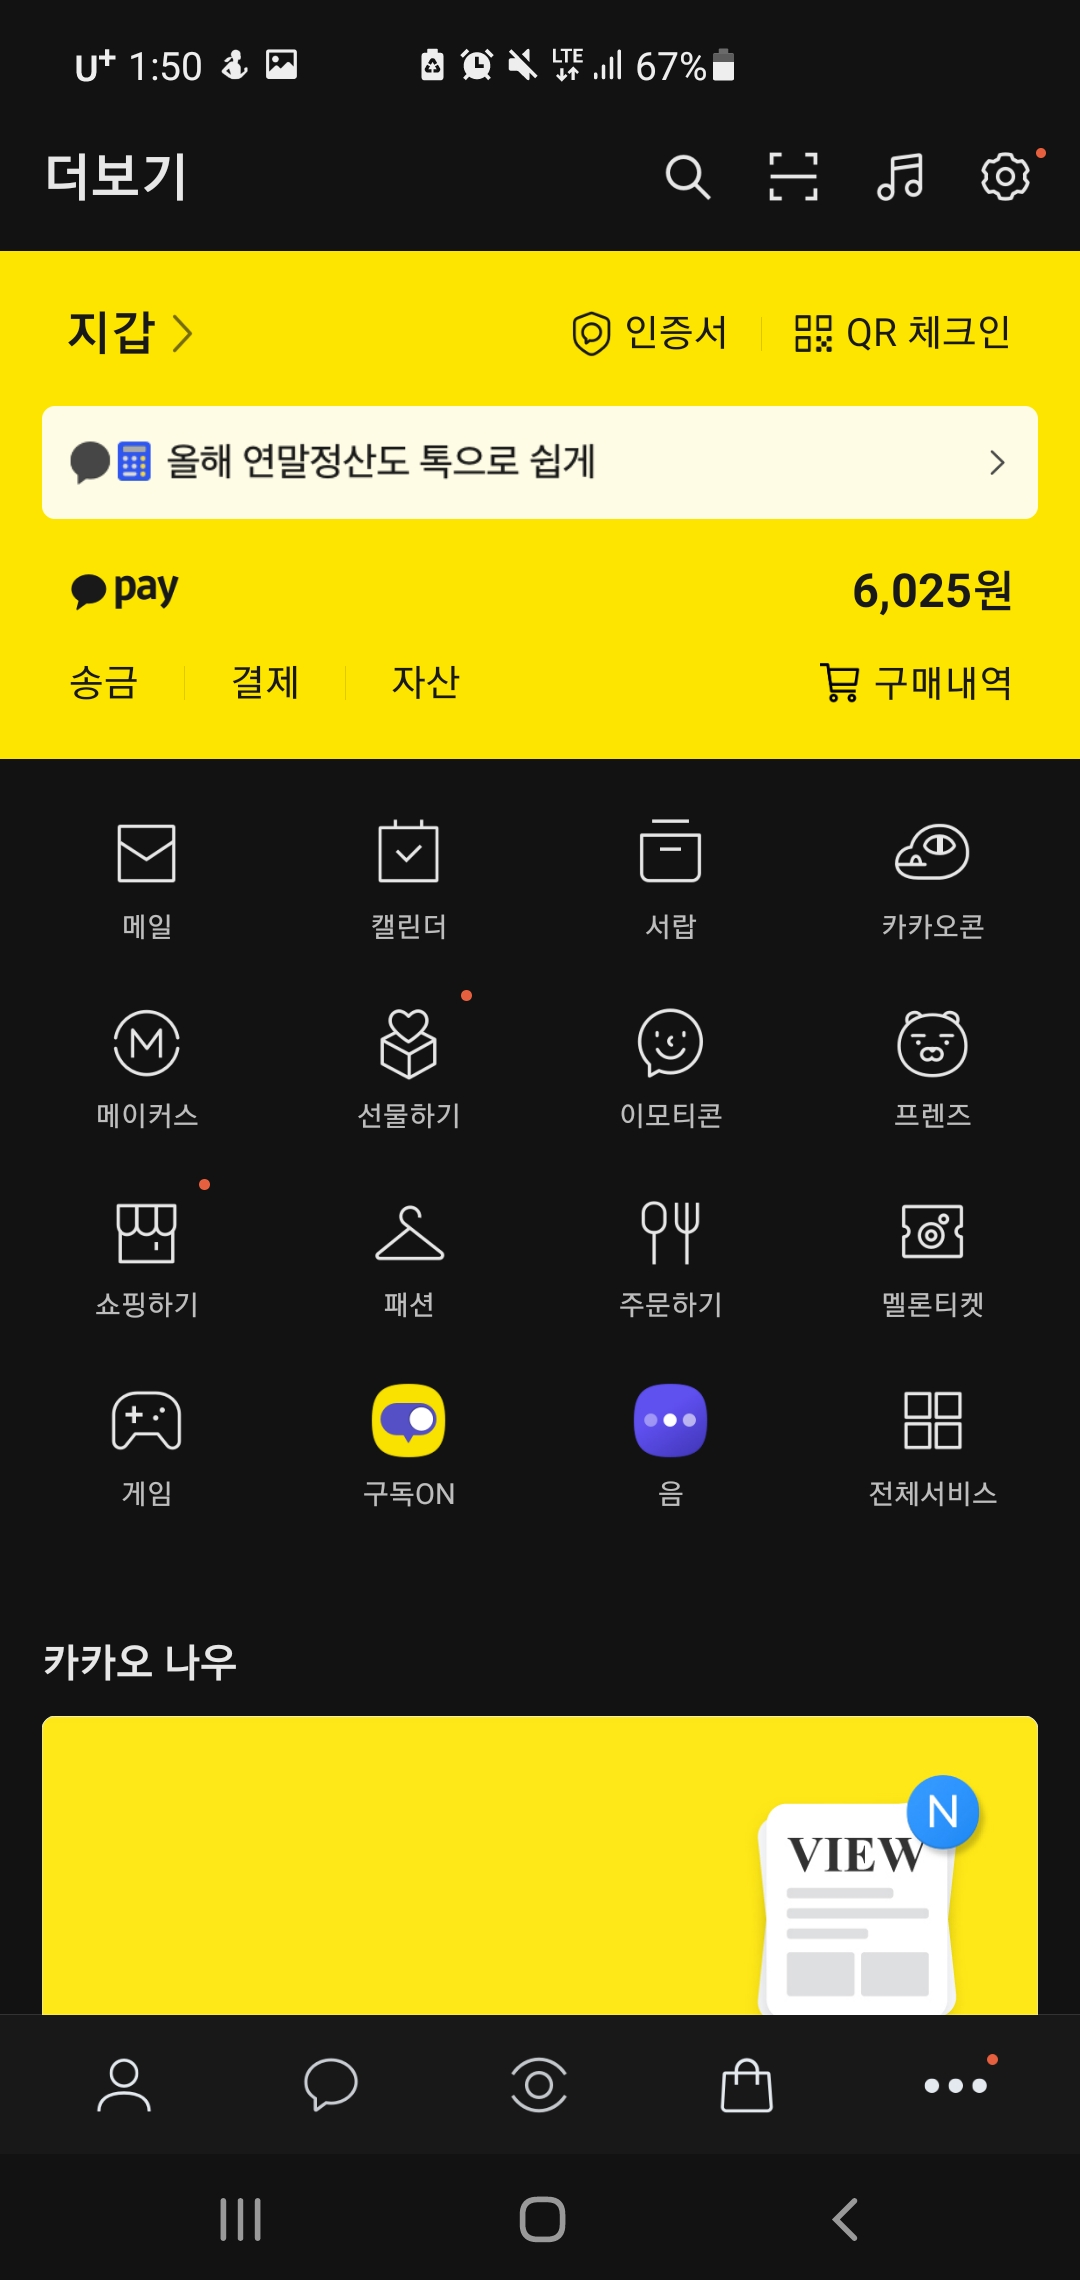 U+ 1:50 LTE 67%
더보기
지갑 인증서 QR 체크인
올해 연말정산도 톡으로 쉽게
pay 6,025원
송금 결제 자산 구매내역
메일 캘린더 서랍 카카오콘
메이커스 선물하기 이모티콘 프렌즈
쇼핑하기 패션 주문하기 멜론티켓
게임 구독ON 음 전체서비스
카카오 나우
N
VIEW